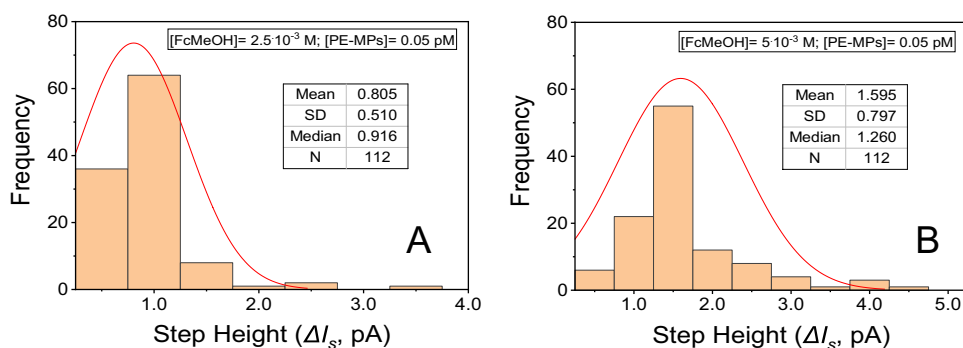 [FcMeOH]= 2.5·10⁻³ M; [PE-MPs]= 0.05 pM
80
60
40
20
0
Frequency
Mean 0.805
SD 0.510
Median 0.916
N 112
A
1.0 2.0 3.0 4.0
Step Height (ΔIₛ, pA)
[FcMeOH]= 5·10⁻³ M; [PE-MPs]= 0.05 pM
80
60
40
20
0
Frequency
Mean 1.595
SD 0.797
Median 1.260
N 112
B
1.0 2.0 3.0 4.0 5.0
Step Height (ΔIₛ, pA)